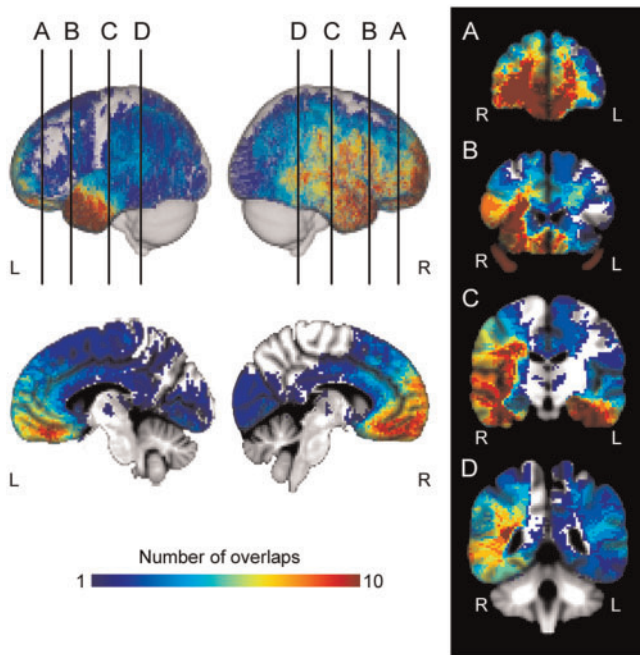 A B C D
D C B A
L
R
L
R
Number of overlaps
1 10
A
R L
B
R L
C
R L
D
R L